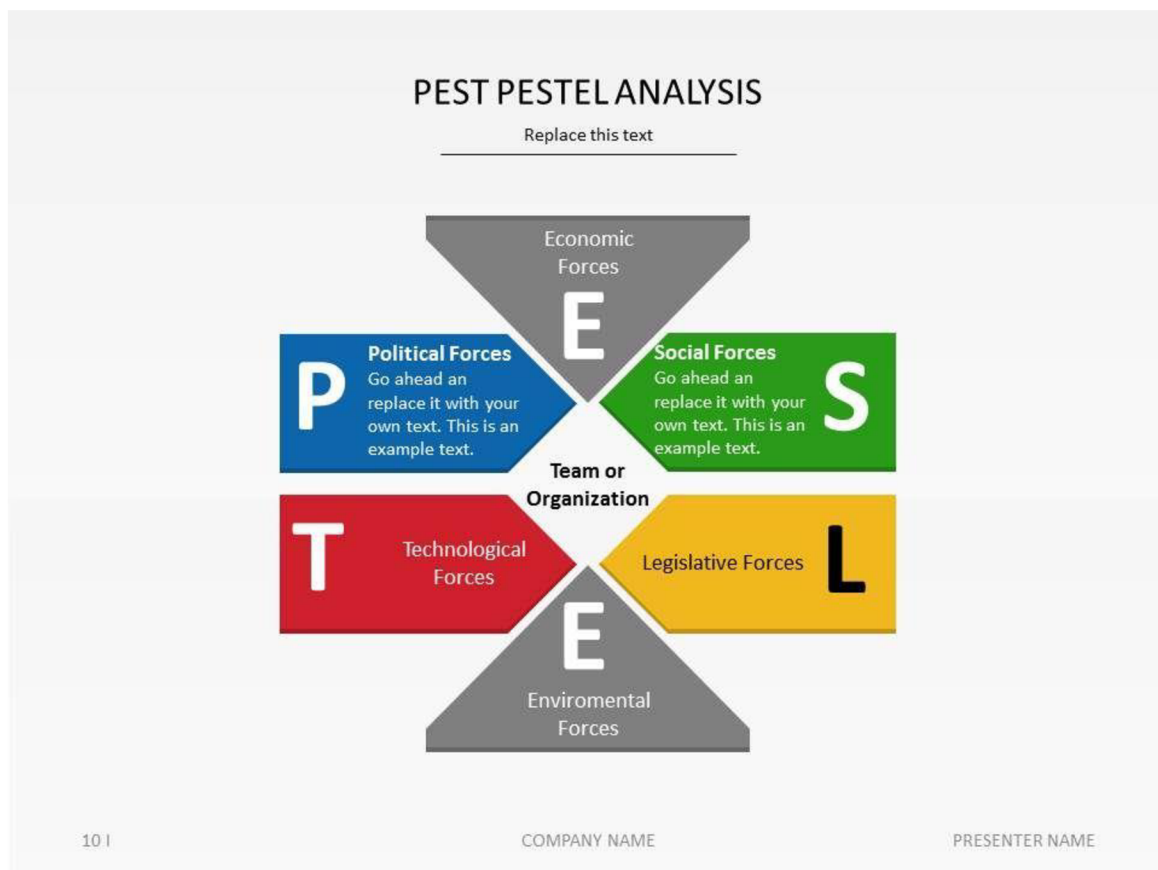 PEST PESTEL ANALYSIS
Replace this text
Economic
Forces
E
P
Political Forces
Go ahead an
replace it with your
own text. This is an
example text.
Social Forces
Go ahead an
replace it with your
own text. This is an
example text.
S
Team or
Organization
T
Technological
Forces
Legislative Forces
L
E
Enviromental
Forces
10 I
COMPANY NAME
PRESENTER NAME